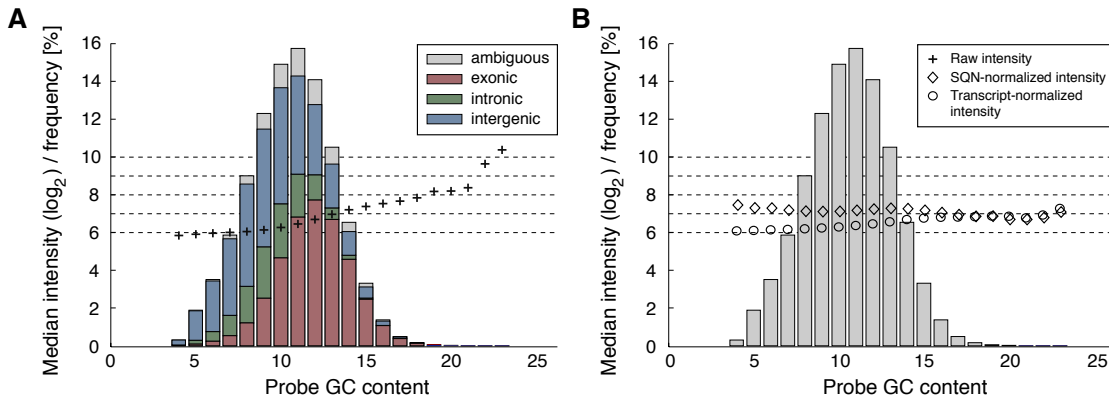 A
Median intensity (log2) / frequency [%]
16
14
12
10
8
6
4
2
0
ambiguous
exonic
intronic
intergenic
0 5 10 15 20 25
Probe GC content
B
Median intensity (log2) / frequency [%]
16
14
12
10
8
6
4
2
0
Raw intensity
SQN-normalized intensity
Transcript-normalized
intensity
0 5 10 15 20 25
Probe GC content